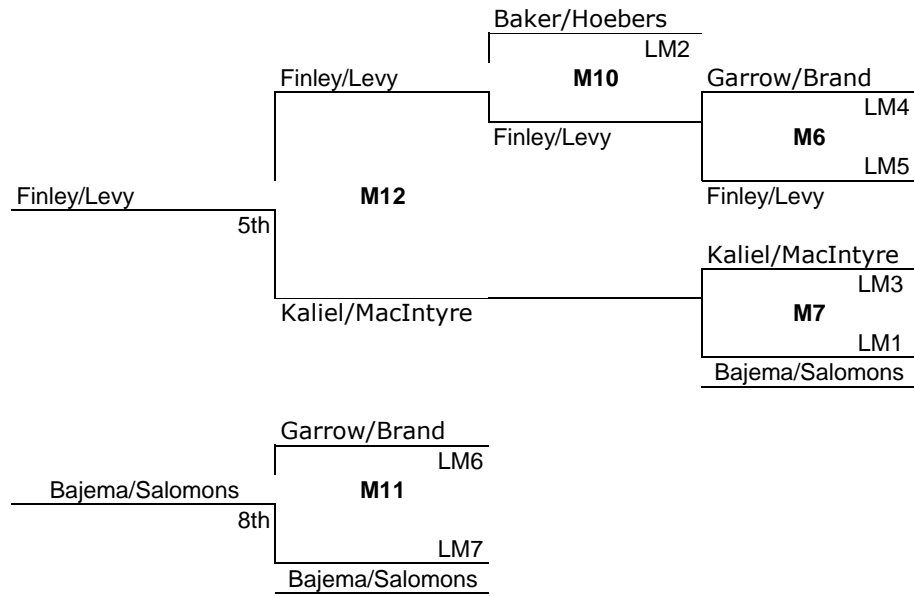 Baker/Hoebers
LM2
Finley/Levy
M10
Garrow/Brand
LM4
Finley/Levy
M6
LM5
Finley/Levy
M12
Finley/Levy
5th
Kaliel/MacIntyre
LM3
Kaliel/MacIntyre
M7
LM1
Bajema/Salomons
Garrow/Brand
LM6
Bajema/Salomons
M11
8th
LM7
Bajema/Salomons